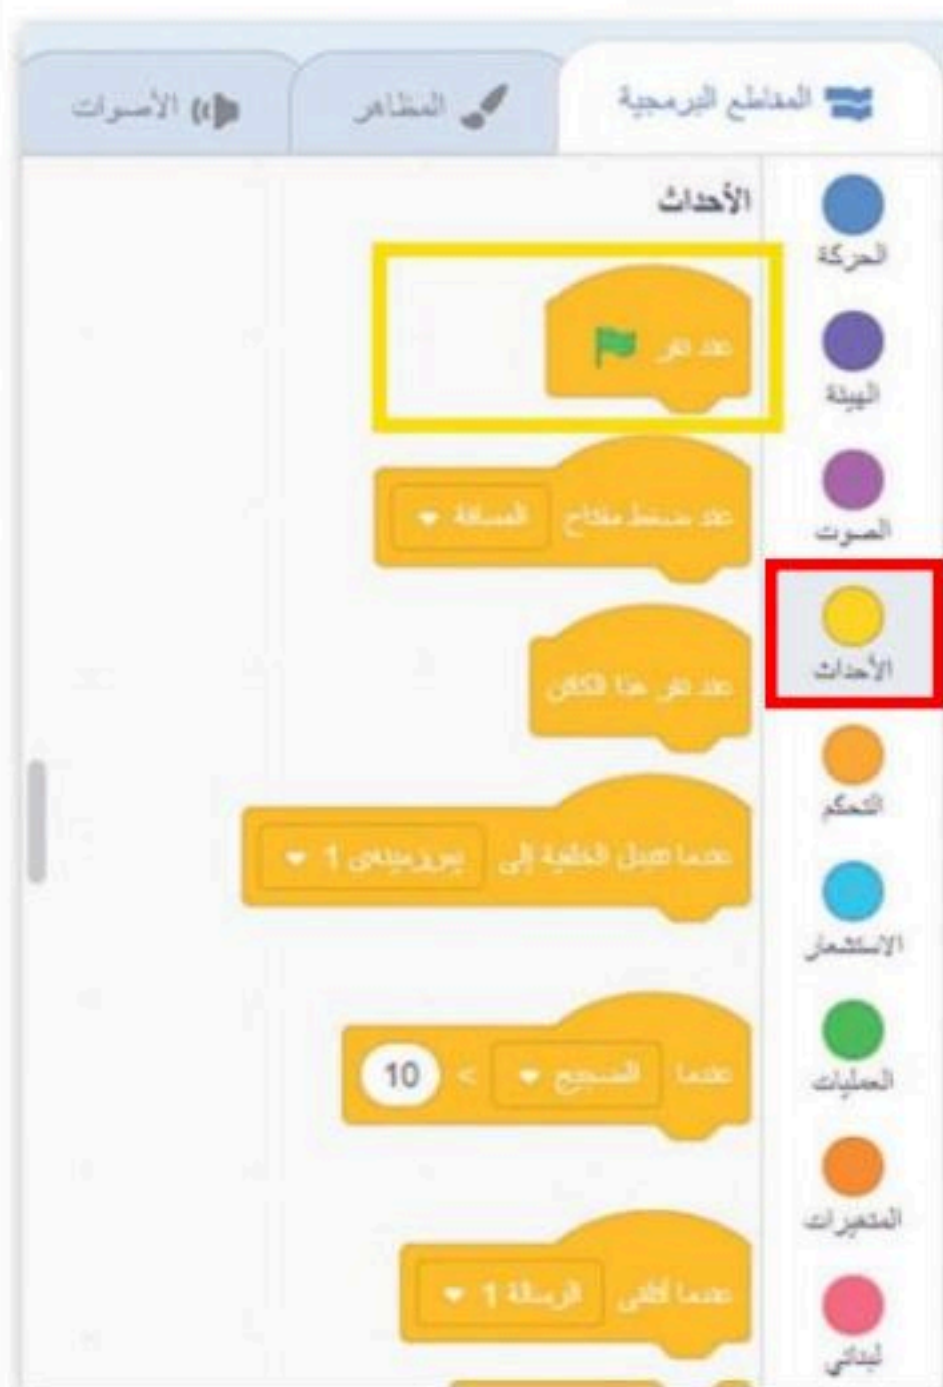 المقاطع البرمجية
المظاهر
الأصوات
الأحداث
عند نقر
عند ضغط مفتاح المسافة
عند نقر هذا الكائن
عندما تتبدل الخلفية إلى 1
عندما الضجيج > 10
عندما أتلقى الرسالة 1
الحركة
الهيئة
الصوت
الأحداث
التحكم
الاستشعار
العمليات
المتغيرات
لبناتي